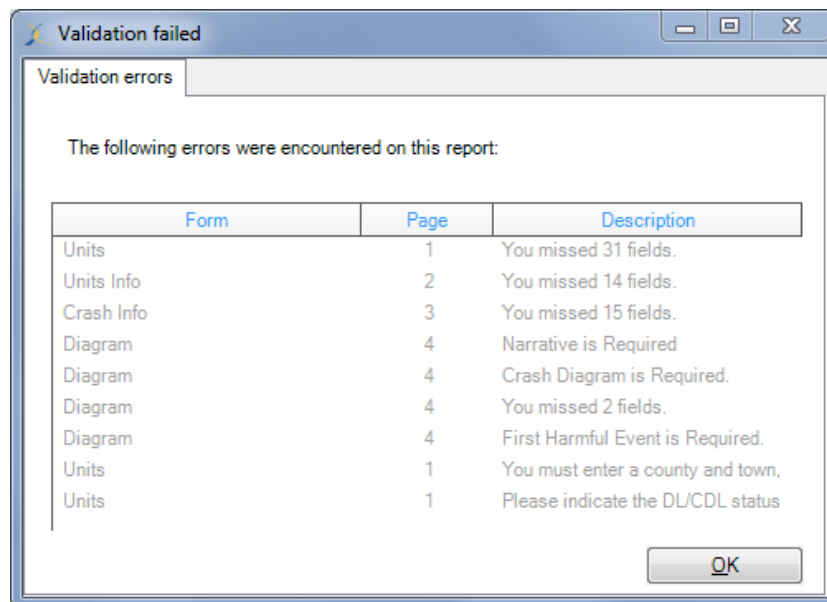 Validation failed
Validation errors
The following errors were encountered on this report:
Form Page Description
Units 1 You missed 31 fields.
Units Info 2 You missed 14 fields.
Crash Info 3 You missed 15 fields.
Diagram 4 Narrative is Required
Diagram 4 Crash Diagram is Required.
Diagram 4 You missed 2 fields.
Diagram 4 First Harmful Event is Required.
Units 1 You must enter a county and town,
Units 1 Please indicate the DL/CDL status
OK